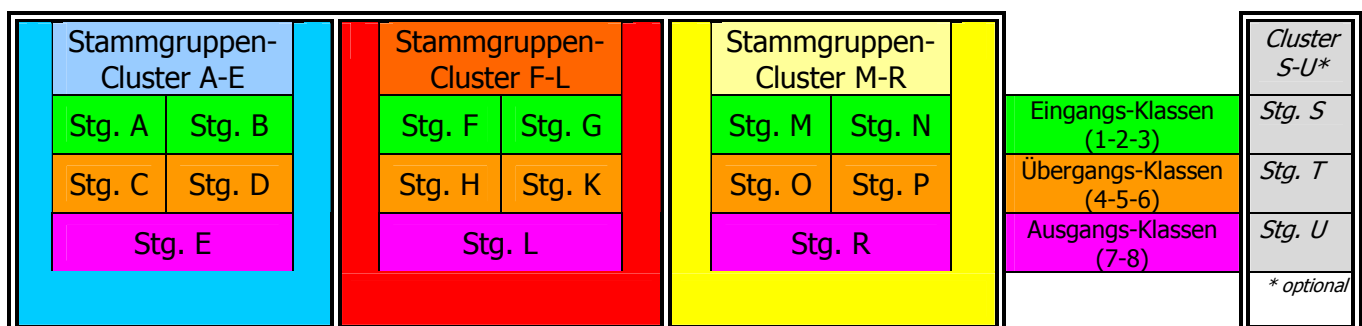 Stammgruppen-
Cluster A-E
Stammgruppen-
Cluster F-L
Stammgruppen-
Cluster M-R
Cluster
S-U*
Stg. A
Stg. B
Stg. F
Stg. G
Stg. M
Stg. N
Eingangs-Klassen
(1-2-3)
Stg. S
Stg. C
Stg. D
Stg. H
Stg. K
Stg. O
Stg. P
Übergangs-Klassen
(4-5-6)
Stg. T
Stg. E
Stg. L
Stg. R
Ausgangs-Klassen
(7-8)
Stg. U
* optional